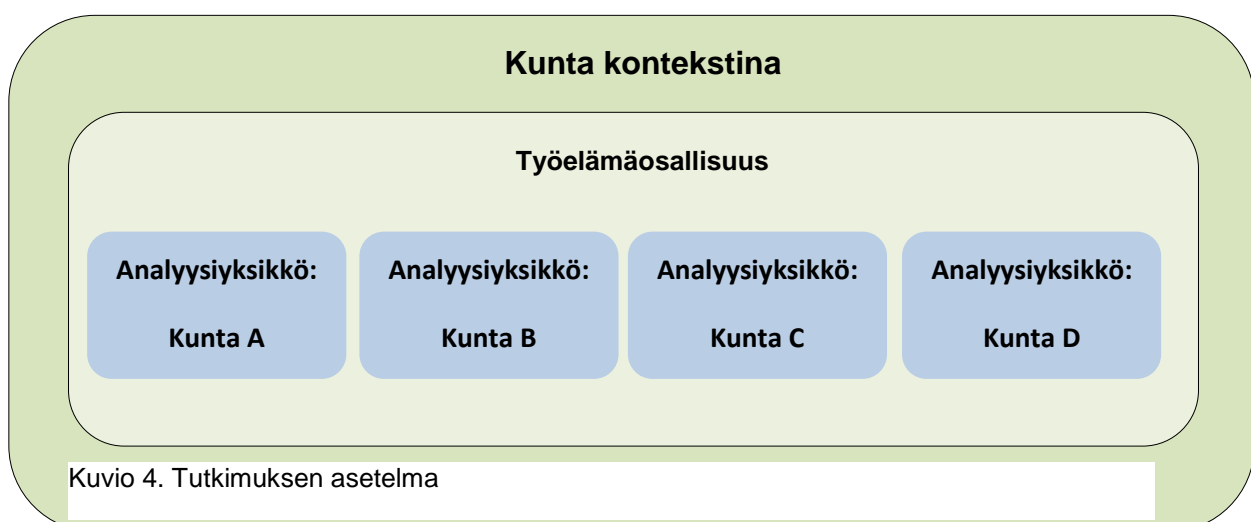 Kunta kontekstina
Työelämäosallisuus
Analyysiyksikkö:
Kunta A
Analyysiyksikkö:
Kunta B
Analyysiyksikkö:
Kunta C
Analyysiyksikkö:
Kunta D
Kuvio 4. Tutkimuksen asetelma